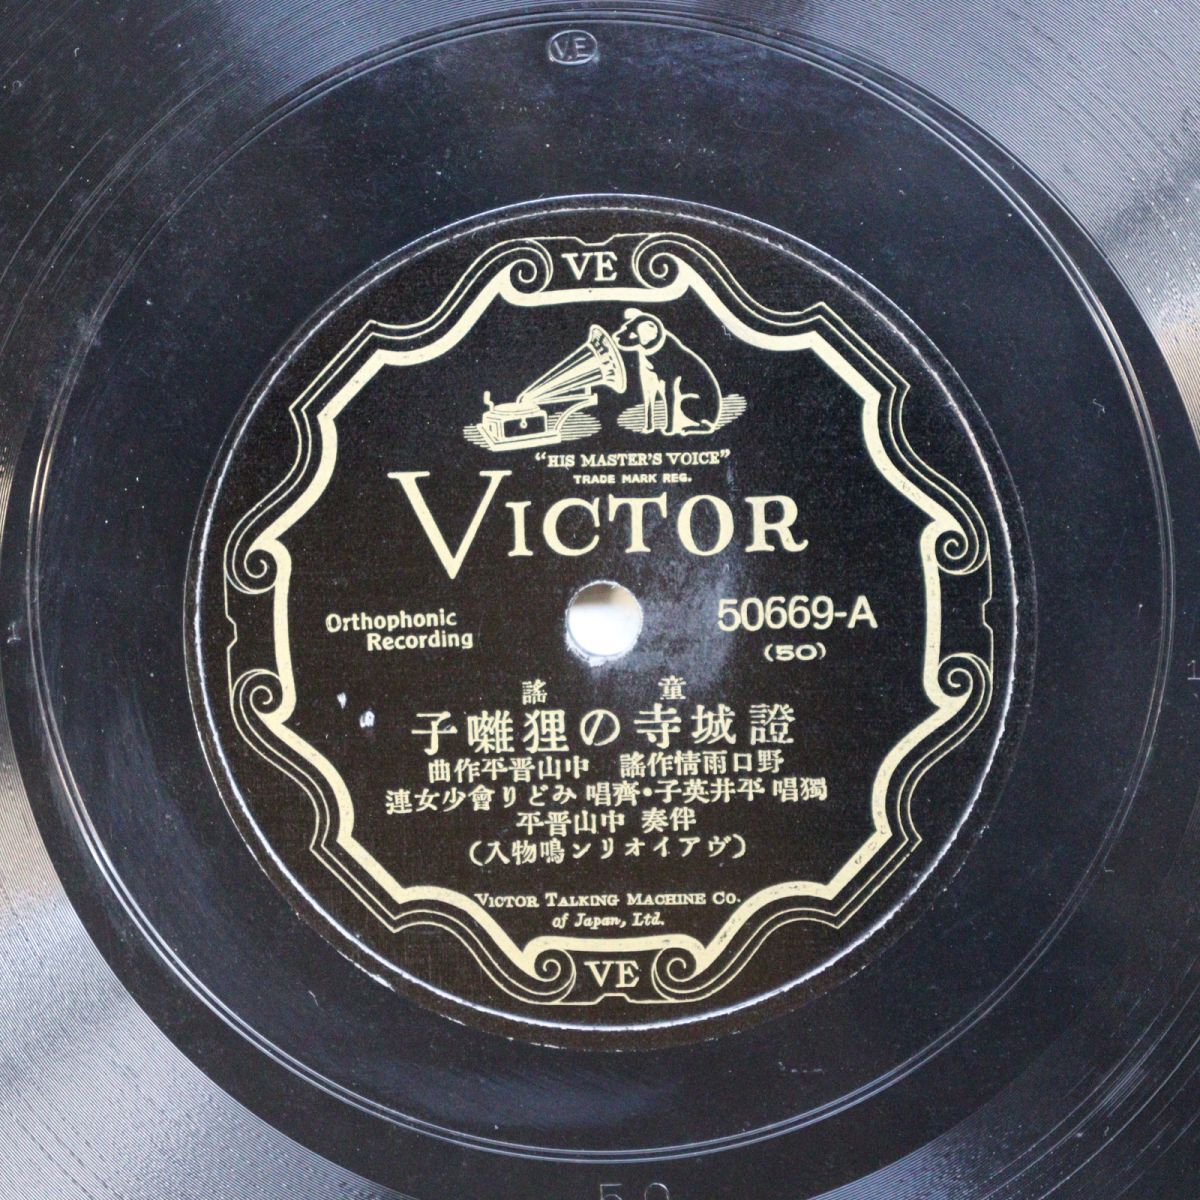 V.E
VE
"HIS MASTER'S VOICE"
TRADE MARK REG.
VICTOR
Orthophonic
Recording
50669-A
(50)
童謠
證城寺の狸囃子
野口雨情作謠 中山晋平作曲
獨唱 平井英子・齊唱 みどり會少女連
伴奏 中山晋平
(ヴアイオリン鳴物入)
VICTOR TALKING MACHINE CO.
of Japan, Ltd.
VE